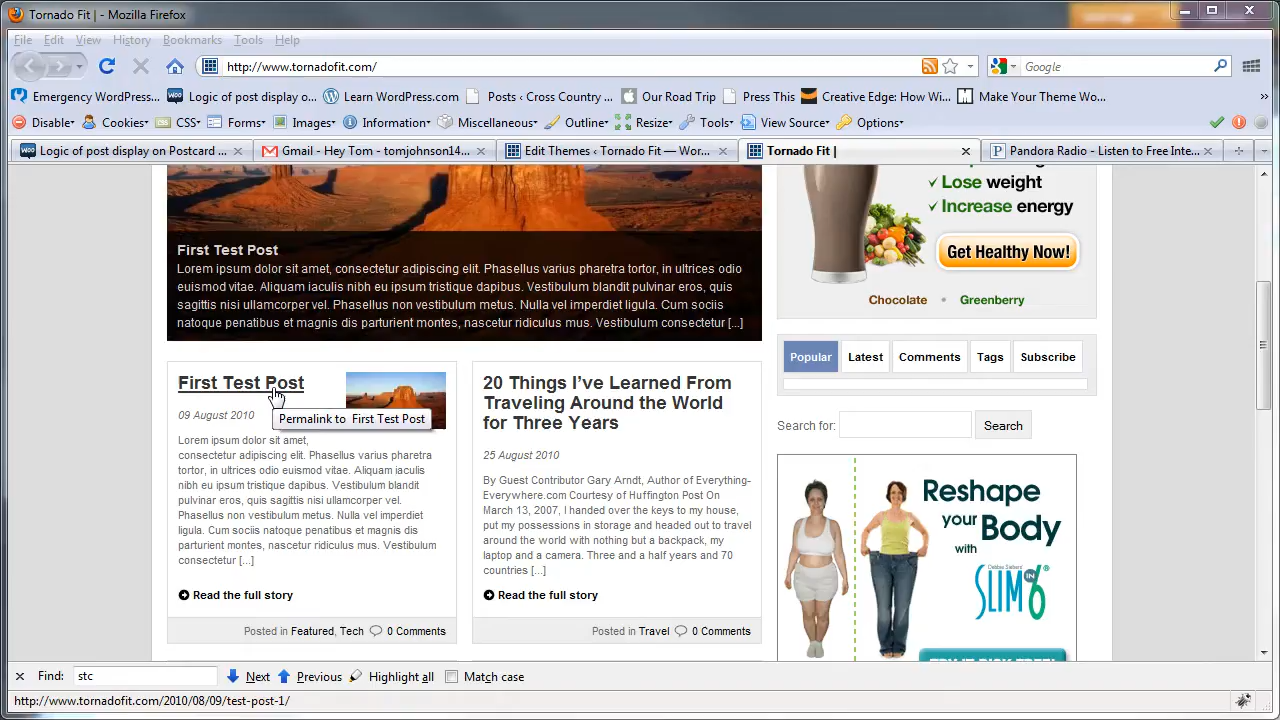 Tornado Fit | - Mozilla Firefox
File Edit View History Bookmarks Tools Help
http://www.tornadofit.com/
Google
Emergency WordPress... Logic of post display o... Learn WordPress.com Posts ‹ Cross Country ... Our Road Trip Press This Creative Edge: How Wi... Make Your Theme Wo...
Disable Cookies CSS Forms Images Information Miscellaneous Outline Resize Tools View Source Options
Logic of post display on Postcard ... Gmail - Hey Tom - tomjohnson14... Edit Themes ‹ Tornado Fit — Wor... Tornado Fit | Pandora Radio - Listen to Free Inte...
First Test Post
Lorem ipsum dolor sit amet, consectetur adipiscing elit. Phasellus varius pharetra tortor, in ultrices odio
euismod vitae. Aliquam iaculis nibh eu ipsum tristique dapibus. Vestibulum blandit pulvinar eros, quis
sagittis nisi ullamcorper vel. Phasellus non vestibulum metus. Nulla vel imperdiet ligula. Cum sociis
natoque penatibus et magnis dis parturient montes, nascetur ridiculus mus. Vestibulum consectetur [...]
Lose weight
Increase energy
Get Healthy Now!
Chocolate • Greenberry
Popular Latest Comments Tags Subscribe
Search for: Search
First Test Post
09 August 2010
Permalink to First Test Post
Lorem ipsum dolor sit amet,
consectetur adipiscing elit. Phasellus varius pharetra
tortor, in ultrices odio euismod vitae. Aliquam iaculis
nibh eu ipsum tristique dapibus. Vestibulum blandit
pulvinar eros, quis sagittis nisi ullamcorper vel.
Phasellus non vestibulum metus. Nulla vel imperdiet
ligula. Cum sociis natoque penatibus et magnis dis
parturient montes, nascetur ridiculus mus. Vestibulum
consectetur [...]
Read the full story
Posted in Featured, Tech 0 Comments
20 Things I’ve Learned From
Traveling Around the World
for Three Years
25 August 2010
By Guest Contributor Gary Arndt, Author of Everything-
Everywhere.com Courtesy of Huffington Post On
March 13, 2007, I handed over the keys to my house,
put my possessions in storage and headed out to travel
around the world with nothing but a backpack, my
laptop and a camera. Three and a half years and 70
countries [...]
Read the full story
Posted in Travel 0 Comments
Reshape
your Body
with
SLIM IN 6®
Find: stc Next Previous Highlight all Match case
http://www.tornadofit.com/2010/08/09/test-post-1/